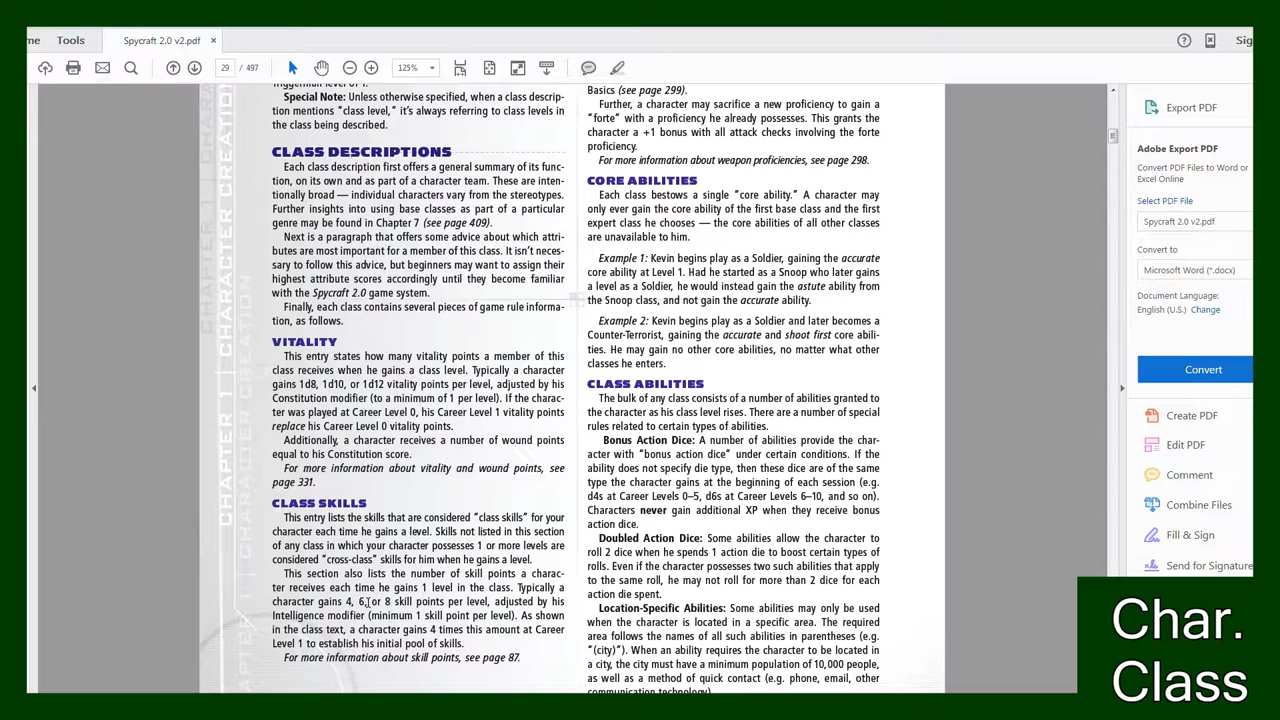 me
Tools
Spycraft 2.0 v2.pdf
×
Sig
29 / 497
125%
CHAPTER 1 | CHARACTER CREATION
Special Note: Unless otherwise specified, when a class descrip-
tion mentions "class level," it's always referring to class levels in
the class being described.
CLASS DESCRIPTIONS
Each class description first offers a general summary of its func-
tion, on its own and as part of a character team. These are inten-
tionally broad — individual characters vary from the stereotypes.
Further insights into using base classes as part of a particular
genre may be found in Chapter 7 (see page 409).
Next is a paragraph that offers some advice about which attri-
butes are most important for a member of this class. It isn't neces-
sary to follow this advice, but beginners may want to assign their
highest attribute scores accordingly until they become familiar
with the Spycraft 2.0 game system.
Finally, each class contains several pieces of game rule informa-
tion, as follows.
VITALITY
This entry states how many vitality points a member of this
class receives when he gains a class level. Typically a character
gains 1d8, 1d10, or 1d12 vitality points per level, adjusted by his
Constitution modifier (to a minimum of 1 per level). If the charac-
ter was played at Career Level 0, his Career Level 1 vitality points
replace his Career Level 0 vitality points.
Additionally, a character receives a number of wound points
equal to his Constitution score.
For more information about vitality and wound points, see
page 331.
CLASS SKILLS
This entry lists the skills that are considered "class skills" for your
character each time he gains a level. Skills not listed in this section
of any class in which your character possesses 1 or more levels are
considered "cross-class" skills for him when he gains a level.
This section also lists the number of skill points a charac-
ter receives each time he gains 1 level in the class. Typically a
character gains 4, 6, or 8 skill points per level, adjusted by his
Intelligence modifier (minimum 1 skill point per level). As shown
in the class text, a character gains 4 times this amount at Career
Level 1 to establish his initial pool of skills.
For more information about skill points, see page 87.
Basics (see page 299).
Further, a character may sacrifice a new proficiency to gain a
"forte" with a proficiency he already possesses. This grants the
character a +1 bonus with all attack checks involving the forte
proficiency.
For more information about weapon proficiencies, see page 298.
CORE ABILITIES
Each class bestows a single "core ability." A character may
only ever gain the core ability of the first base class and the first
expert class he chooses — the core abilities of all other classes
are unavailable to him.
Example 1: Kevin begins play as a Soldier, gaining the accurate
core ability at Level 1. Had he started as a Snoop who later gains
a level as a Soldier, he would instead gain the astute ability from
the Snoop class, and not gain the accurate ability.
Example 2: Kevin begins play as a Soldier and later becomes a
Counter-Terrorist, gaining the accurate and shoot first core abili-
ties. He may gain no other core abilities, no matter what other
classes he enters.
CLASS ABILITIES
The bulk of any class consists of a number of abilities granted to
the character as his class level rises. There are a number of special
rules related to certain types of abilities.
Bonus Action Dice: A number of abilities provide the char-
acter with "bonus action dice" under certain conditions. If the
ability does not specify die type, then these dice are of the same
type the character gains at the beginning of each session (e.g.
d4s at Career Levels 0–5, d6s at Career Levels 6–10, and so on).
Characters never gain additional XP when they receive bonus
action dice.
Doubled Action Dice: Some abilities allow the character to
roll 2 dice when he spends 1 action die to boost certain types of
rolls. Even if the character possesses two such abilities that apply
to the same roll, he may not roll for more than 2 dice for each
action die spent.
Location-Specific Abilities: Some abilities may only be used
when the character is located in a specific area. The required
area follows the names of all such abilities in parentheses (e.g.
"(city)"). When an ability requires the character to be located in
a city, the city must have a minimum population of 10,000 people,
as well as a method of quick contact (e.g. phone, email, other
communication technology).
Export PDF
Adobe Export PDF
Convert PDF Files to Word or
Excel Online
Select PDF File
Spycraft 2.0 v2.pdf
Convert to
Microsoft Word (*.docx)
Document Language:
English (U.S.) Change
Convert
Create PDF
Edit PDF
Comment
Combine Files
Fill & Sign
Send for Signature
Char.
Class